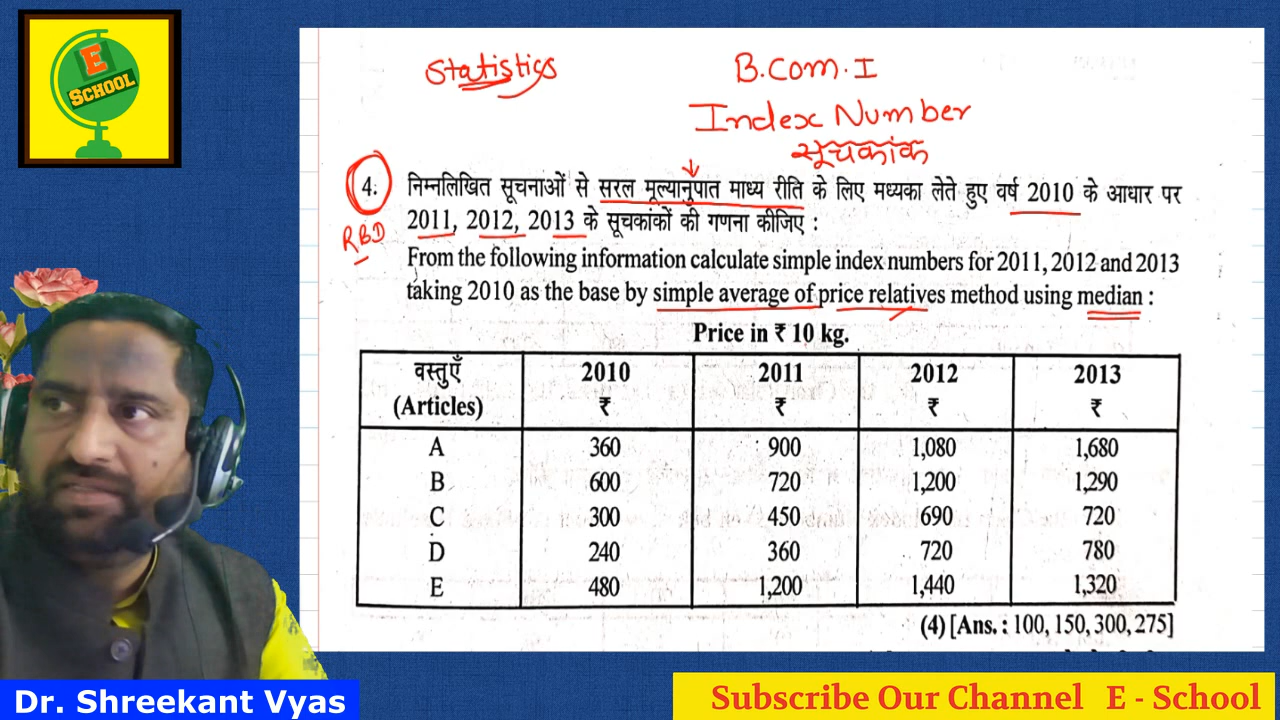 E
SCHOOL
Statistics B.Com. I
Index Number
सूचकांक
4. निम्नलिखित सूचनाओं से सरल मूल्यानुपात माध्य रीति के लिए मध्यका लेते हुए वर्ष 2010 के आधार पर
RBD
2011, 2012, 2013 के सूचकांकों की गणना कीजिए :
From the following information calculate simple index numbers for 2011, 2012 and 2013
taking 2010 as the base by simple average of price relatives method using median :
Price in ₹ 10 kg.
वस्तुएँ 2010 2011 2012 2013
(Articles) ₹ ₹ ₹ ₹
A 360 900 1,080 1,680
B 600 720 1,200 1,290
C 300 450 690 720
D 240 360 720 780
E 480 1,200 1,440 1,320
(4) [Ans. : 100, 150, 300, 275]
Dr. Shreekant Vyas
Subscribe Our Channel E - School